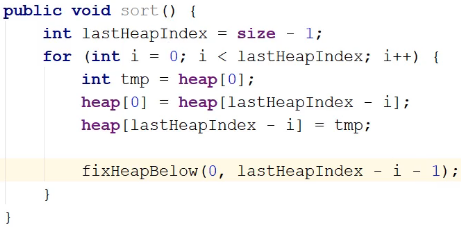 public void sort() {
int lastHeapIndex = size - 1;
for (int i = 0; i < lastHeapIndex; i++) {
int tmp = heap[0];
heap[0] = heap[lastHeapIndex - i];
heap[lastHeapIndex - i] = tmp;
fixHeapBelow(0, lastHeapIndex - i - 1);
}
}